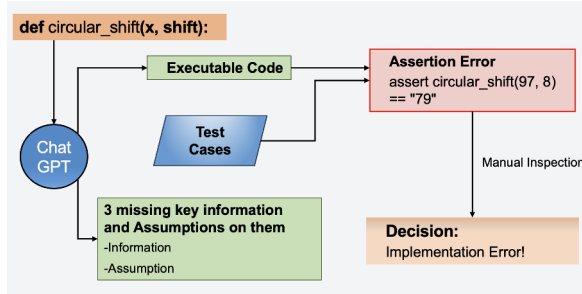 def circular_shift(x, shift):
Executable Code
Assertion Error
assert circular_shift(97, 8)
== "79"
Chat
GPT
Test
Cases
Manual Inspection
3 missing key information
and Assumptions on them
-Information
-Assumption
Decision:
Implementation Error!